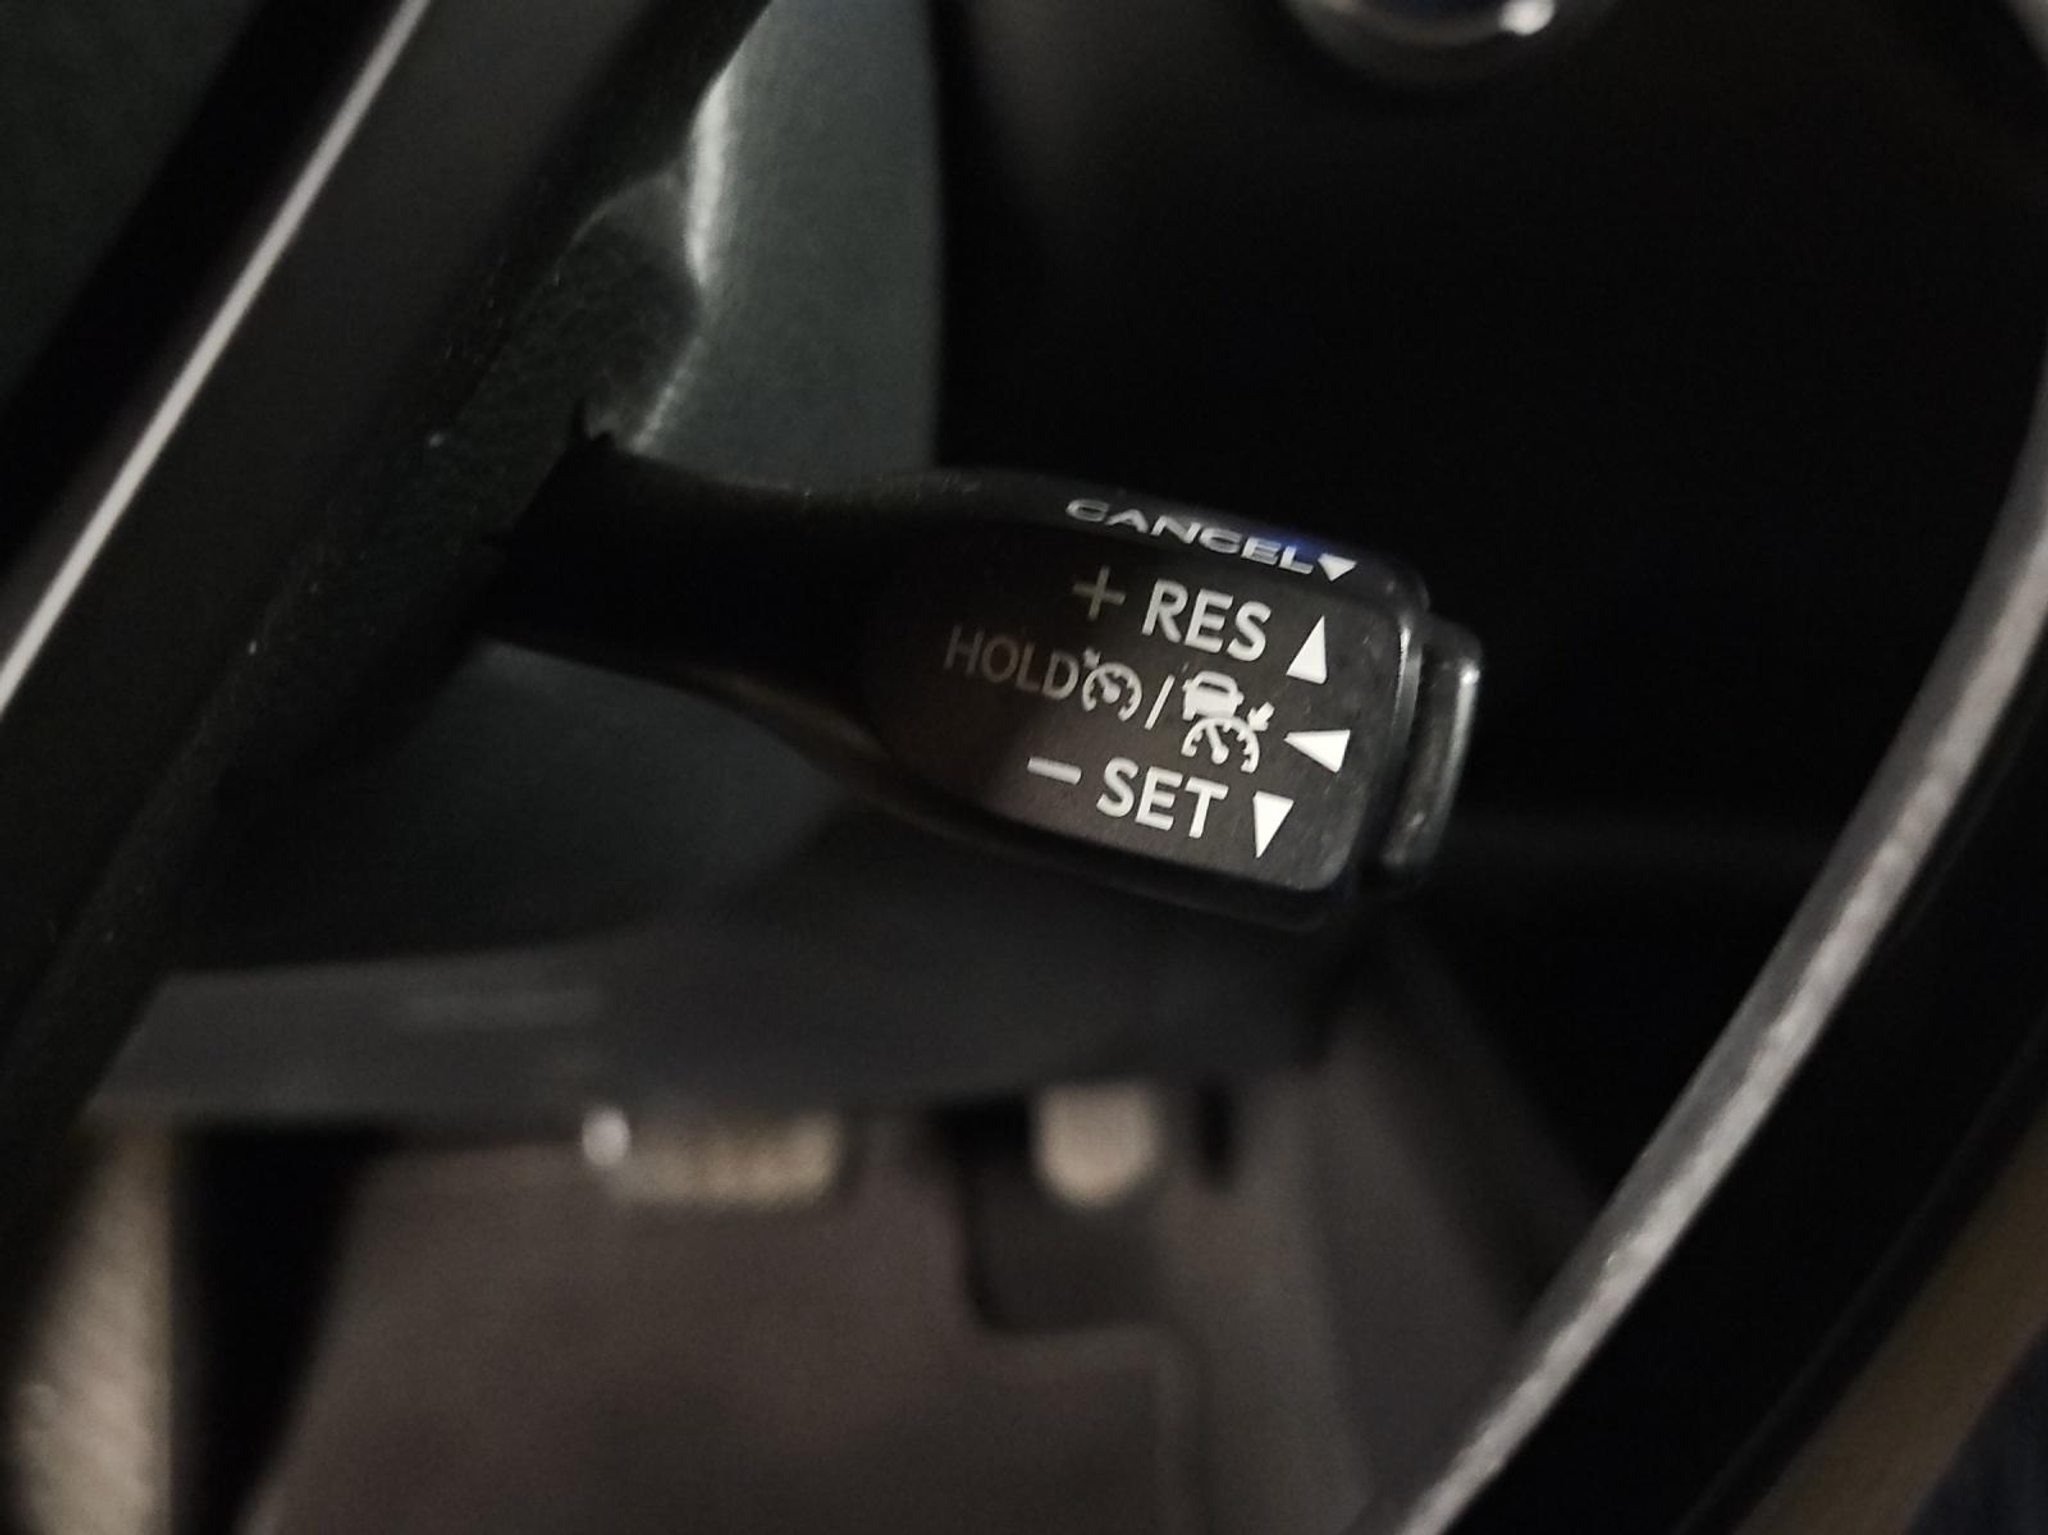 CANCEL▼
+ RES ▲
HOLD / ◀
− SET ▼